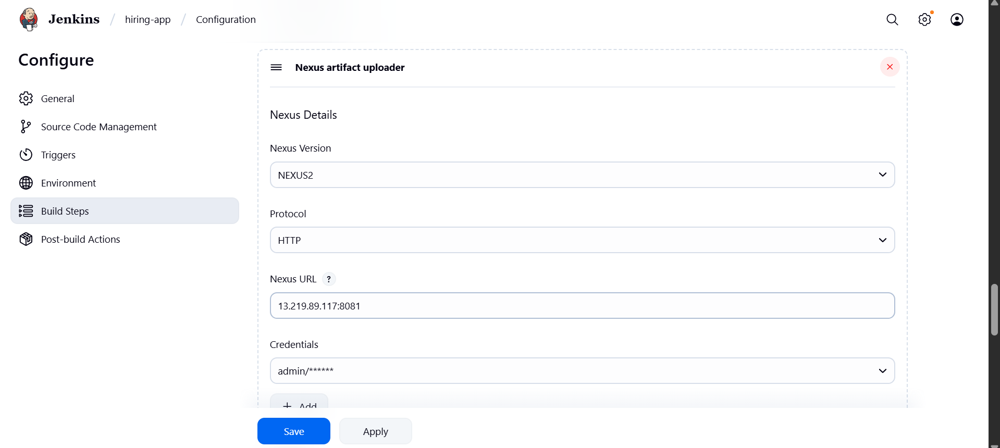 Jenkins / hiring-app / Configuration
Configure
General
Source Code Management
Triggers
Environment
Build Steps
Post-build Actions
Nexus artifact uploader
Nexus Details
Nexus Version
NEXUS2
Protocol
HTTP
Nexus URL ?
13.219.89.117:8081
Credentials
admin/******
+ Add
Save
Apply